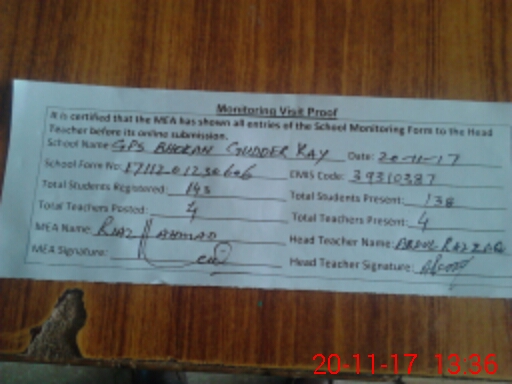 Monitoring Visit Proof
It is certified that the MEA has shown all entries of the School Monitoring Form to the Head
Teacher before its online submission.
School Name: GPS BHORAN GUDDER RAY Date: 20-11-17
School Form No: EMIS Code: 39310387
Total Students Registered: 145 Total Students Present: 138
Total Teachers Posted: 4 Total Teachers Present: 4
MEA Name: RIAZ AHMAD Head Teacher Name: ABDUL RAZZAQ
MEA Signature: Head Teacher Signature:
20-11-17 13:36